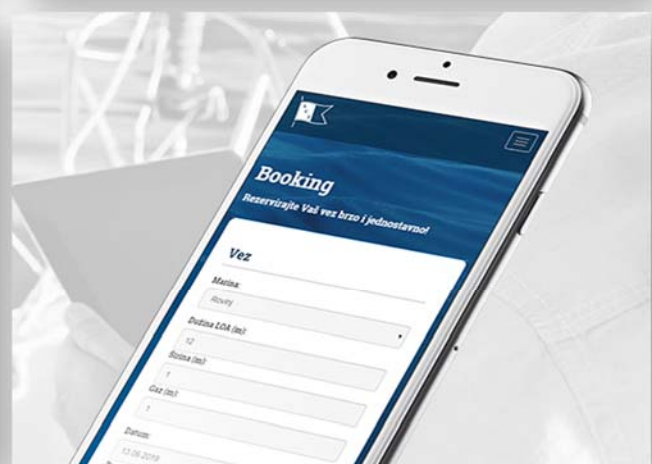 Booking
Rezervirajte Vaš vez brzo i jednostavno!
Vez
Marina:
Rovinj
Dužina LOA (m):
12
Širina (m):
1
Gaz (m):
1
Datum:
13.06.2019